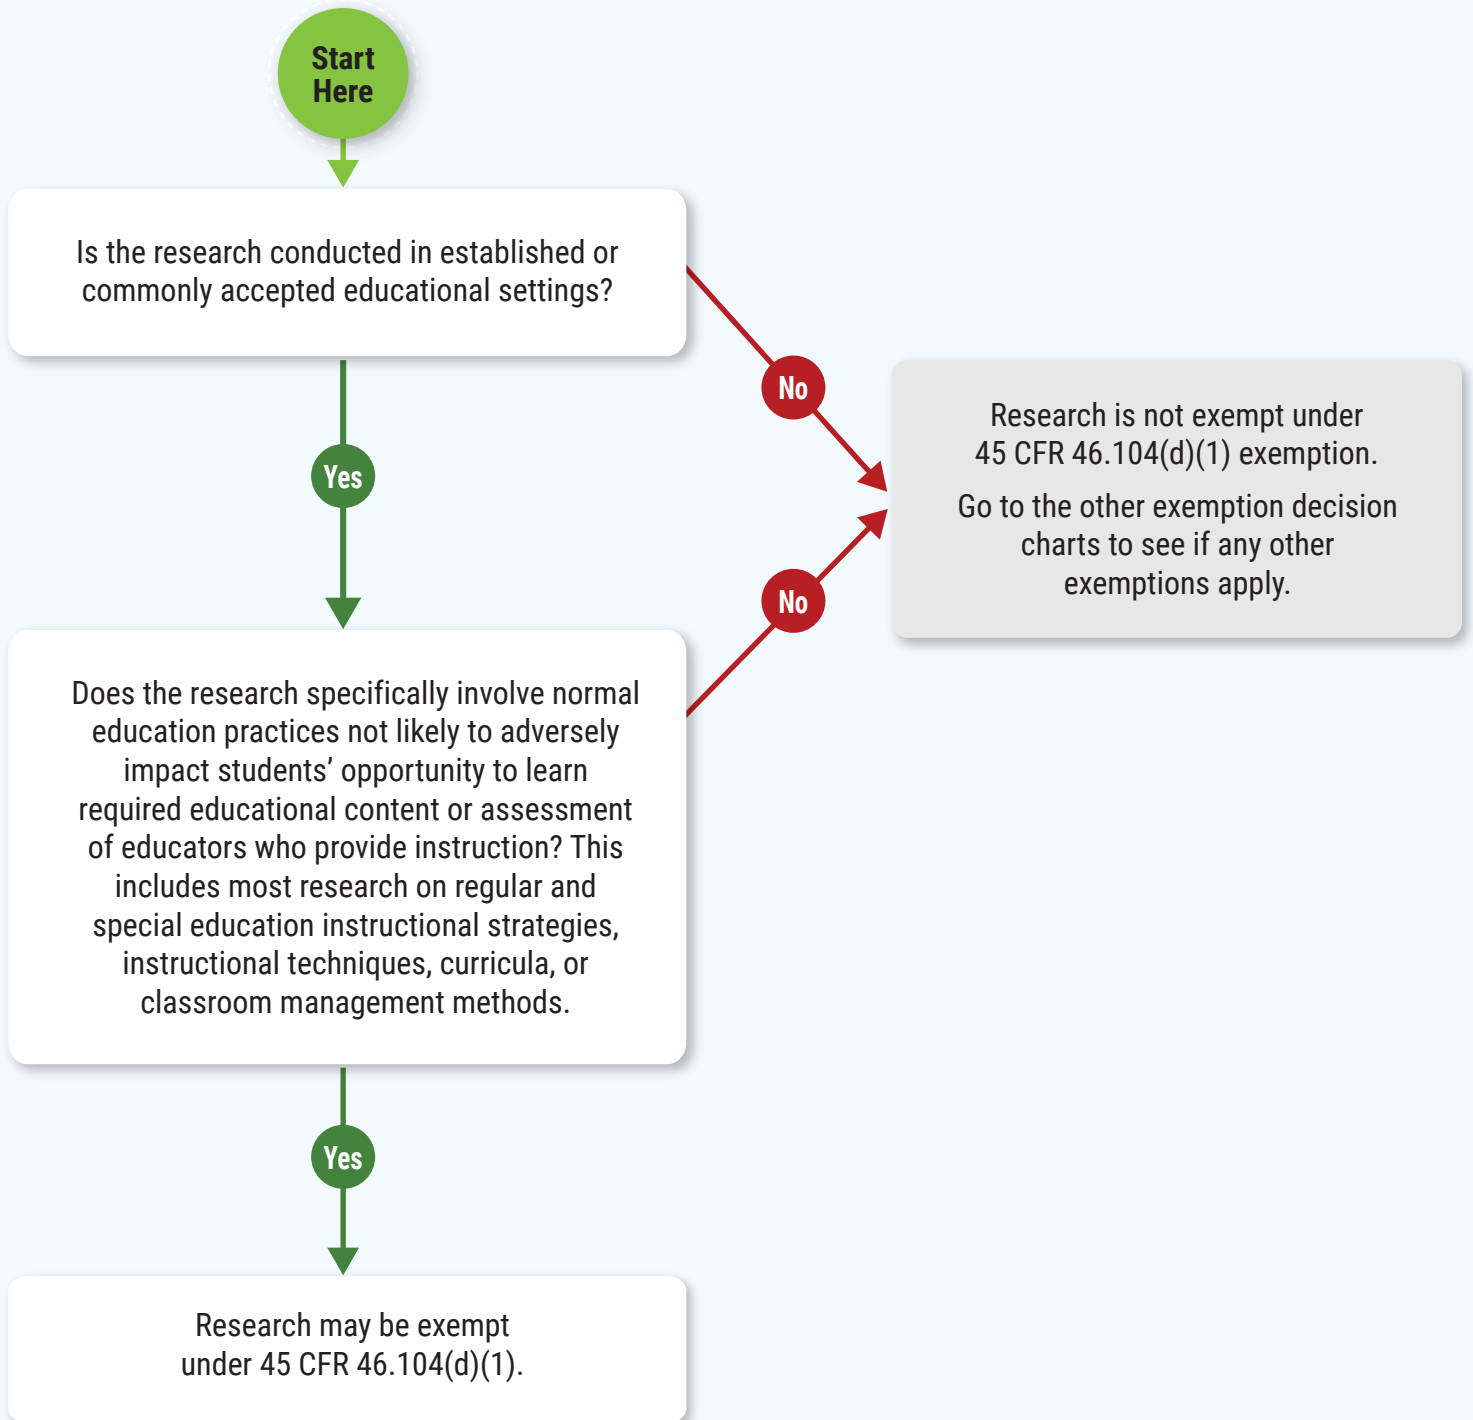 Start
Here
Is the research conducted in established or
commonly accepted educational settings?
No
Research is not exempt under
45 CFR 46.104(d)(1) exemption.
Go to the other exemption decision
charts to see if any other
exemptions apply.
Yes
No
Does the research specifically involve normal
education practices not likely to adversely
impact students’ opportunity to learn
required educational content or assessment
of educators who provide instruction? This
includes most research on regular and
special education instructional strategies,
instructional techniques, curricula, or
classroom management methods.
Yes
Research may be exempt
under 45 CFR 46.104(d)(1).